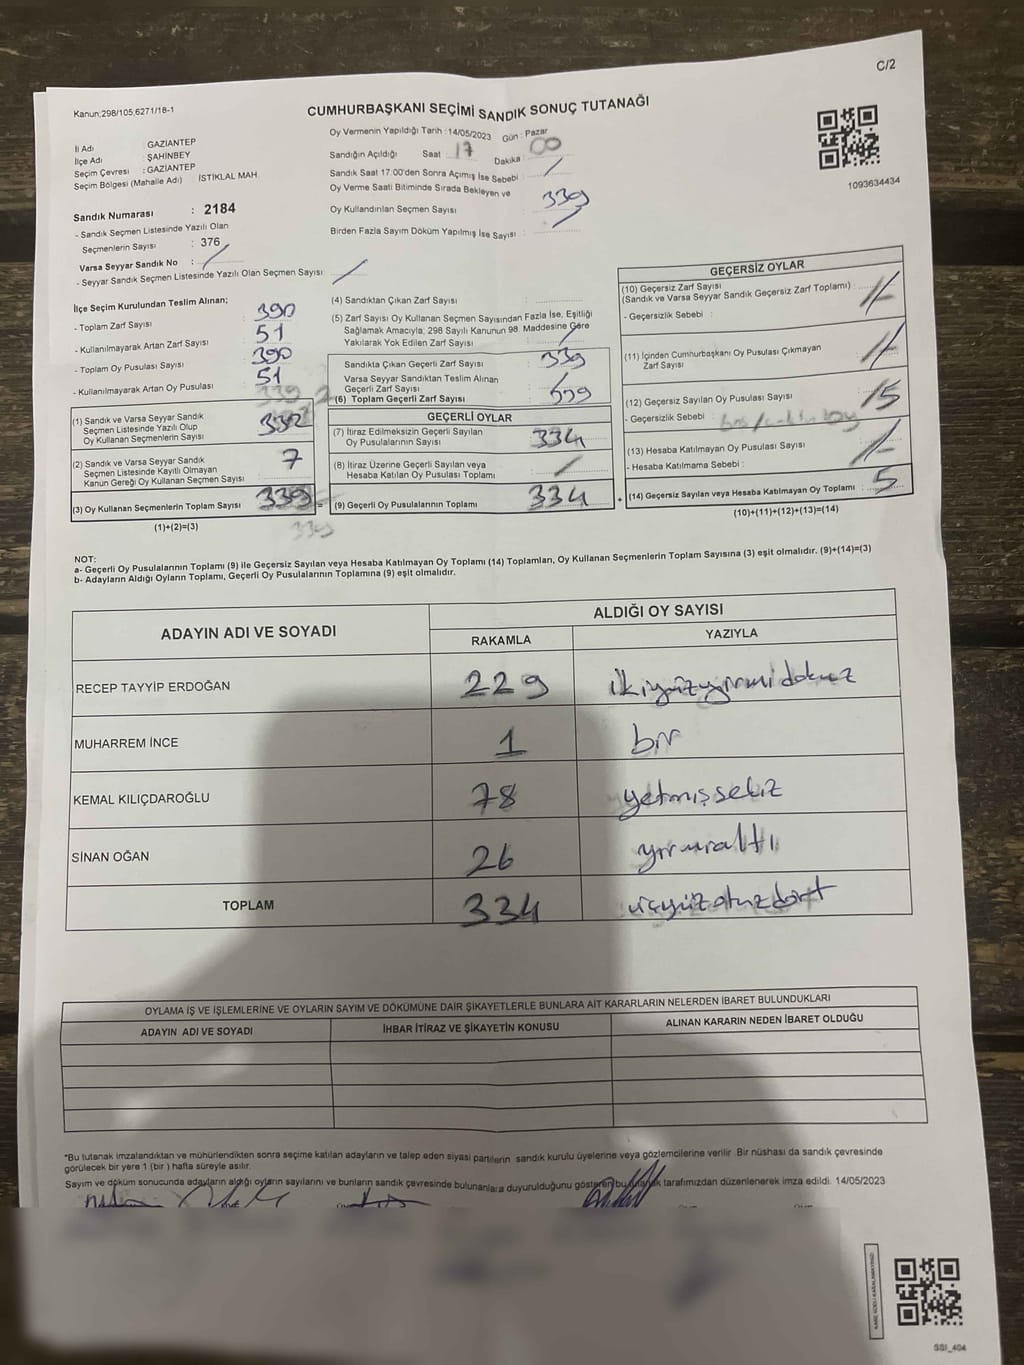 C/2
Kanun;298/105;6271/18-1
CUMHURBAŞKANI SEÇİMİ SANDIK SONUÇ TUTANAĞI
İl Adı : GAZİANTEP
İlçe Adı : ŞAHİNBEY
Seçim Çevresi : GAZİANTEP
Seçim Bölgesi (Mahalle Adı) : İSTİKLAL MAH.
Sandık Numarası : 2184
- Sandık Seçmen Listesinde Yazılı Olan
Seçmenlerin Sayısı : 376
Varsa Seyyar Sandık No :
- Seyyar Sandık Seçmen Listesinde Yazılı Olan Seçmen Sayısı :
Oy Vermenin Yapıldığı Tarih : 14/05/2023 Gün : Pazar
Sandığın Açıldığı Saat 17 Dakika : 00
Sandık Saat 17:00'den Sonra Açılmış İse Sebebi :
Oy Verme Saati Bitiminde Sırada Bekleyen ve
Oy Kullandırılan Seçmen Sayısı : 339
Birden Fazla Sayım Döküm Yapılmış İse Sayısı :
1093634434
İlçe Seçim Kurulundan Teslim Alınan;
- Toplam Zarf Sayısı : 390
- Kullanılmayarak Artan Zarf Sayısı : 51
- Toplam Oy Pusulası Sayısı : 390
- Kullanılmayarak Artan Oy Pusulası : 51
(1) Sandık ve Varsa Seyyar Sandık
Seçmen Listesinde Yazılı Olup
Oy Kullanan Seçmenlerin Sayısı
(2) Sandık ve Varsa Seyyar Sandık
Seçmen Listesinde Kayıtlı Olmayan
Kanun Gereği Oy Kullanan Seçmen Sayısı : 7
(3) Oy Kullanan Seçmenlerin Toplam Sayısı : 339
(1)+(2)=(3)
339
(4) Sandıktan Çıkan Zarf Sayısı :
(5) Zarf Sayısı Oy Kullanan Seçmen Sayısından Fazla İse, Eşitliği
Sağlamak Amacıyla; 298 Sayılı Kanunun 98. Maddesine Göre
Yakılarak Yok Edilen Zarf Sayısı :
Sandıkta Çıkan Geçerli Zarf Sayısı : 339
Varsa Seyyar Sandıktan Teslim Alınan
Geçerli Zarf Sayısı :
(6) Toplam Geçerli Zarf Sayısı :
GEÇERLİ OYLAR
(7) İtiraz Edilmeksizin Geçerli Sayılan
Oy Pusulalarının Sayısı : 334
(8) İtiraz Üzerine Geçerli Sayılan veya
Hesaba Katılan Oy Pusulası Toplamı :
(9) Geçerli Oy Pusulalarının Toplamı : 334
GEÇERSİZ OYLAR
(10) Geçersiz Zarf Sayısı
(Sandık ve Varsa Seyyar Sandık Geçersiz Zarf Toplamı) :
- Geçersizlik Sebebi :
(11) İçinden Cumhurbaşkanı Oy Pusulası Çıkmayan
Zarf Sayısı :
(12) Geçersiz Sayılan Oy Pusulası Sayısı : 5
- Geçersizlik Sebebi :
(13) Hesaba Katılmayan Oy Pusulası Sayısı :
- Hesaba Katılmama Sebebi :
(14) Geçersiz Sayılan veya Hesaba Katılmayan Oy Toplamı : 5
(10)+(11)+(12)+(13)=(14)
NOT:
a- Geçerli Oy Pusulalarının Toplamı (9) ile Geçersiz Sayılan veya Hesaba Katılmayan Oy Toplamı (14) Toplamları, Oy Kullanan Seçmenlerin Toplam Sayısına (3) eşit olmalıdır. (9)+(14)=(3)
b- Adayların Aldığı Oyların Toplamı, Geçerli Oy Pusulalarının Toplamına (9) eşit olmalıdır.
ADAYIN ADI VE SOYADI
ALDIĞI OY SAYISI
RAKAMLA YAZIYLA
RECEP TAYYİP ERDOĞAN 229 ikiyüzyirmidokuz
MUHARREM İNCE 1 bir
KEMAL KILIÇDAROĞLU 78 yetmişsekiz
SİNAN OĞAN 26 yirmialtı
TOPLAM 334 üçyüzotuzdört
OYLAMA İŞ VE İŞLEMLERİNE VE OYLARIN SAYIM VE DÖKÜMÜNE DAİR ŞİKAYETLERLE BUNLARA AİT KARARLARIN NELERDEN İBARET BULUNDUKLARI
ADAYIN ADI VE SOYADI İHBAR İTİRAZ VE ŞİKAYETİN KONUSU ALINAN KARARIN NEDEN İBARET OLDUĞU
*Bu tutanak imzalandıktan ve mühürlendikten sonra seçime katılan adayların ve talep eden siyasi partilerin sandık kurulu üyelerine veya gözlemcilerine verilir. Bir nüshası da sandık çevresinde
görülecek bir yere 1 (bir) hafta süreyle asılır.
Sayım ve döküm sonucunda adayların aldığı oyların sayılarını ve bunların sandık çevresinde bulunanlara duyurulduğunu gösteren bu tutanak tarafımızdan düzenlenerek imza edildi. 14/05/2023
SSI_404